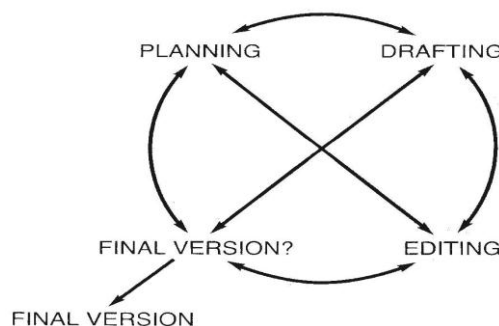 PLANNING DRAFTING
FINAL VERSION? EDITING
FINAL VERSION